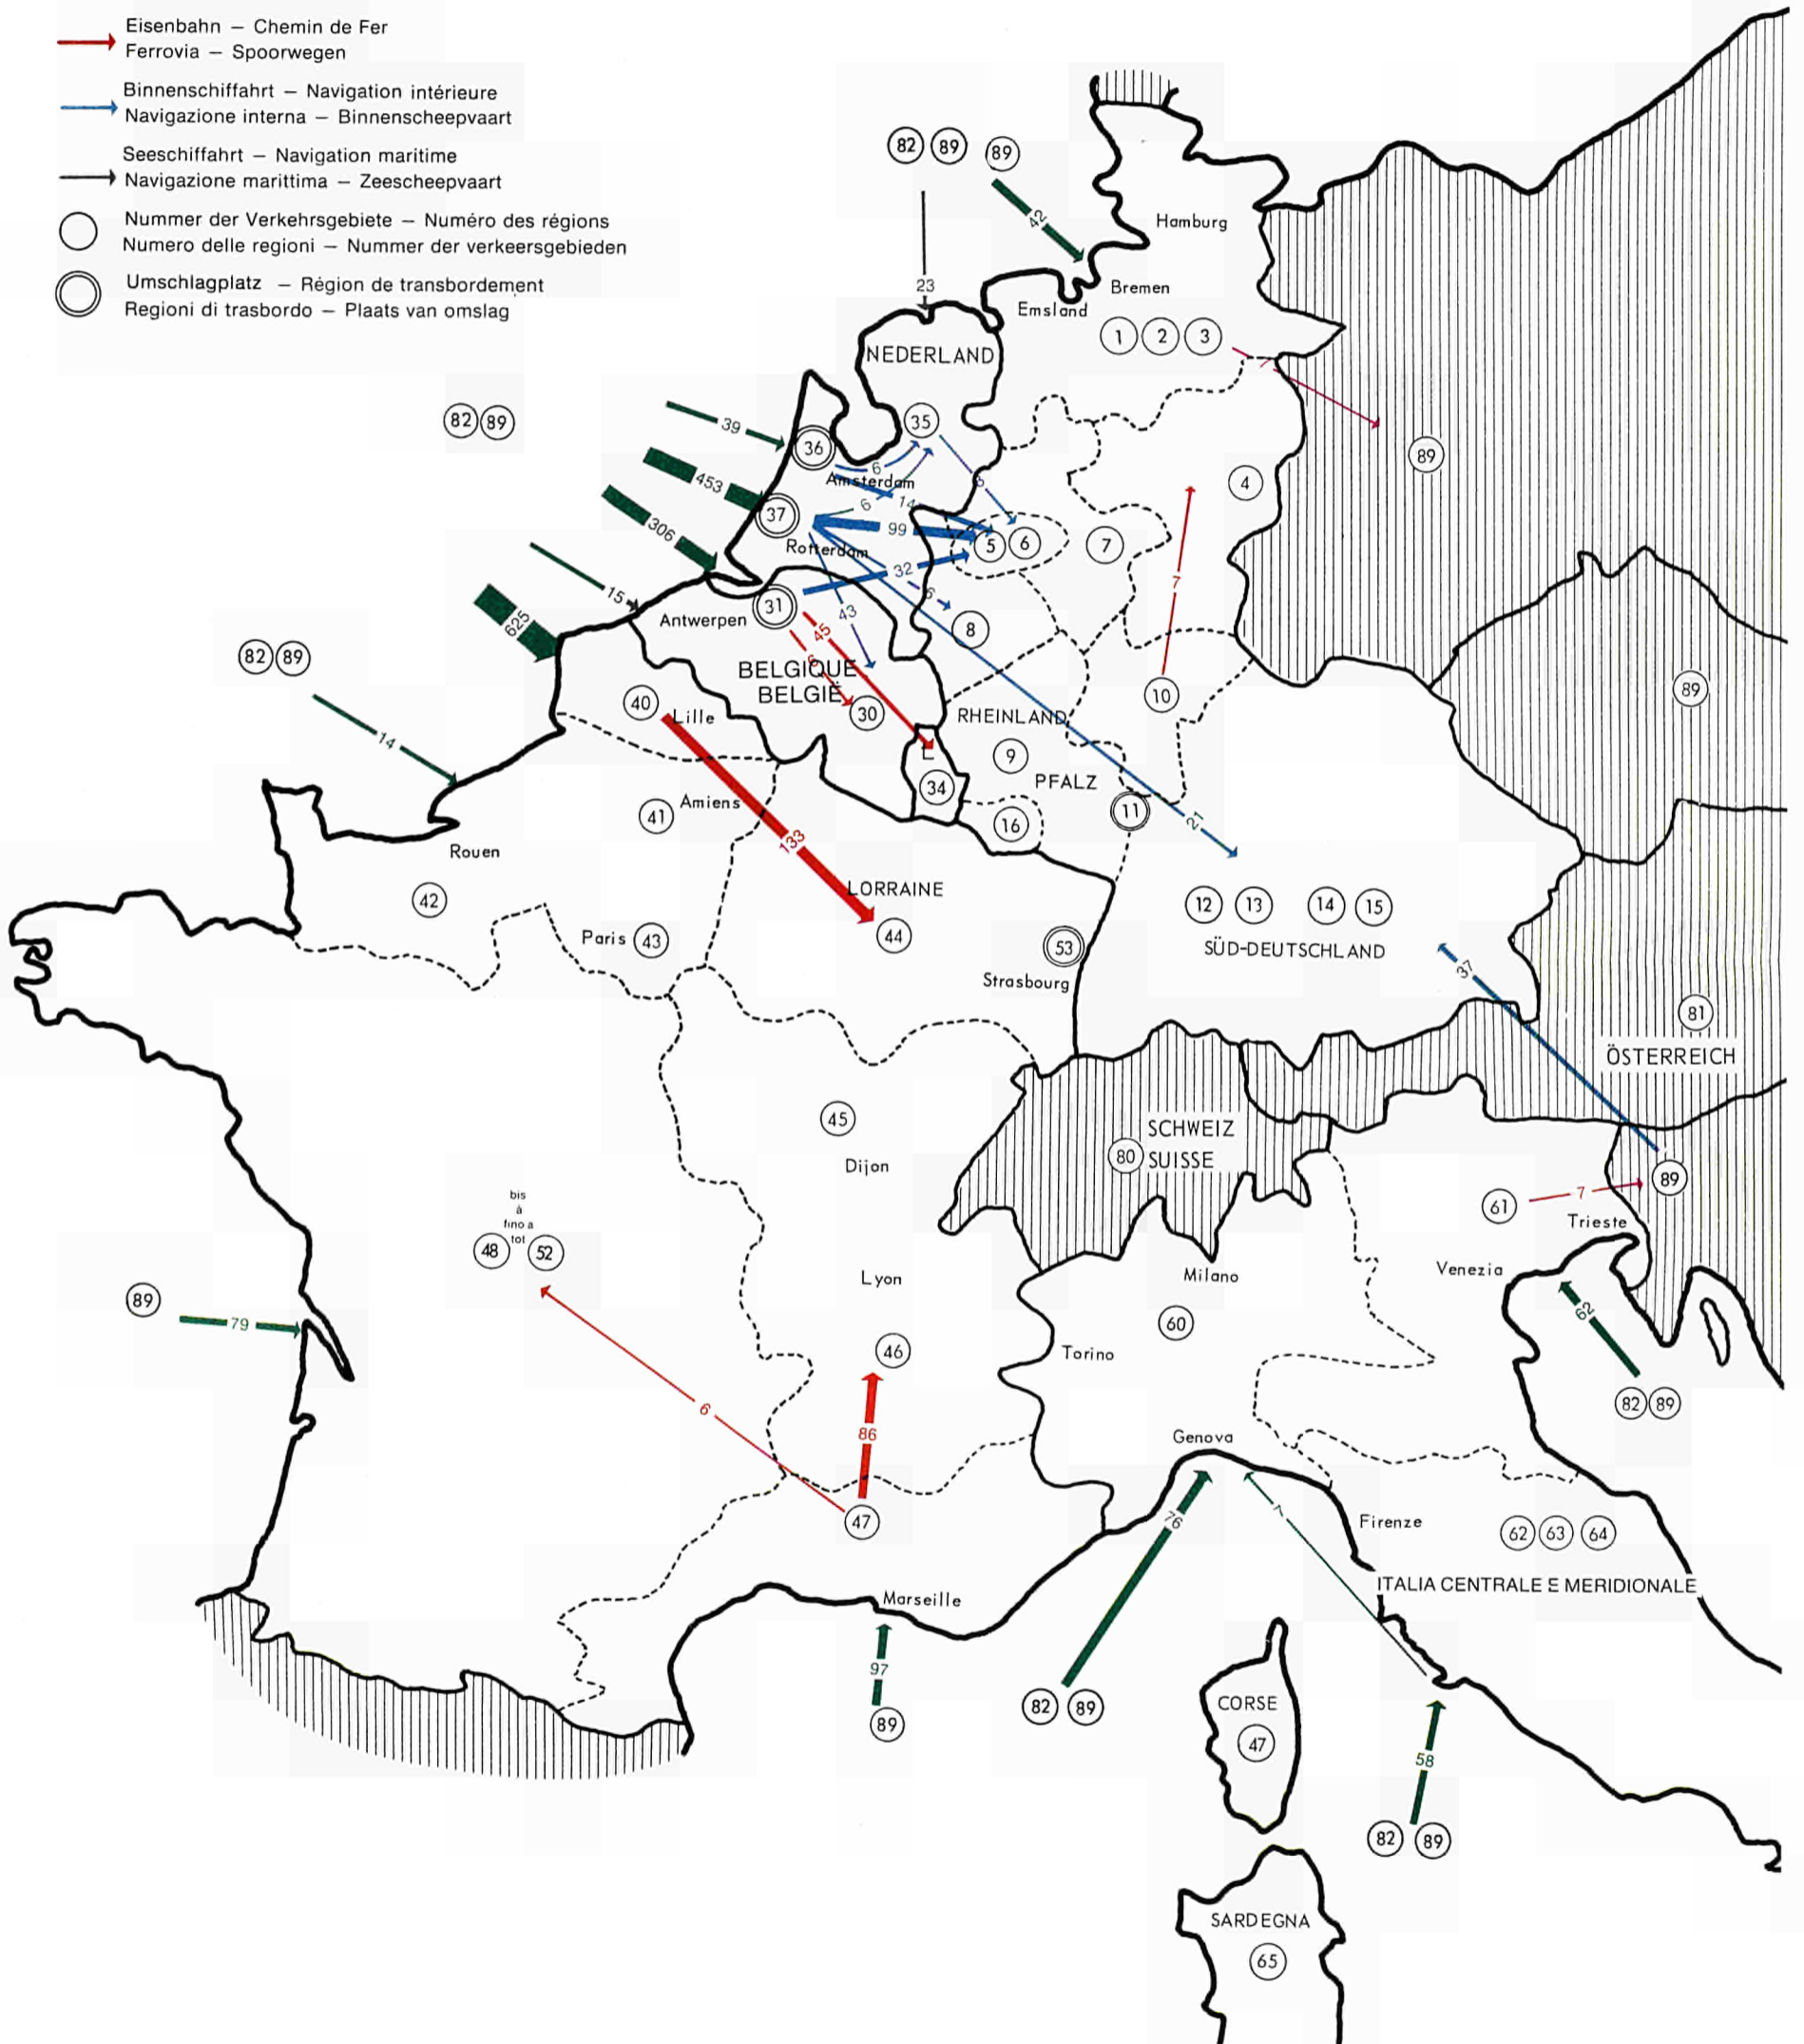 Eisenbahn – Chemin de Fer
Ferrovia – Spoorwegen
Binnenschiffahrt – Navigation intérieure
Navigazione interna – Binnenscheepvaart
Seeschiffahrt – Navigation maritime
Navigazione marittima – Zeescheepvaart
Nummer der Verkehrsgebiete – Numéro des régions
Numero delle regioni – Nummer der verkeersgebieden
Umschlagplatz – Région de transbordement
Regioni di trasbordo – Plaats van omslag
82 89 89
42
Hamburg
23
Bremen
Emsland
1 2 3
NEDERLAND
7
82 89
39
35
36
89
4
453
6
Amsterdam
3
6
14
37
99
306
5 6
7
Rotterdam
32
7
15
6
31
43
625
Antwerpen
45
8
82 89
6
BELGIQUE
BELGIË
10
89
40
30
Lille
RHEINLAND
14
L
9
PFALZ
34
41
Amiens
16
11
21
133
Rouen
LORRAINE
42
12 13 14 15
Paris 43
44
53
SÜD-DEUTSCHLAND
37
Strasbourg
81
ÖSTERREICH
45
SCHWEIZ
80
SUISSE
Dijon
89
bis
à
fino a
tot
48 52
61
7
Trieste
Venezia
Lyon
Milano
89
79
62
60
46
Torino
6
82 89
86
Genova
47
76
7
Firenze
62 63 64
ITALIA CENTRALE E MERIDIONALE
Marseille
97
82 89
89
CORSE
47
58
82 89
SARDEGNA
65